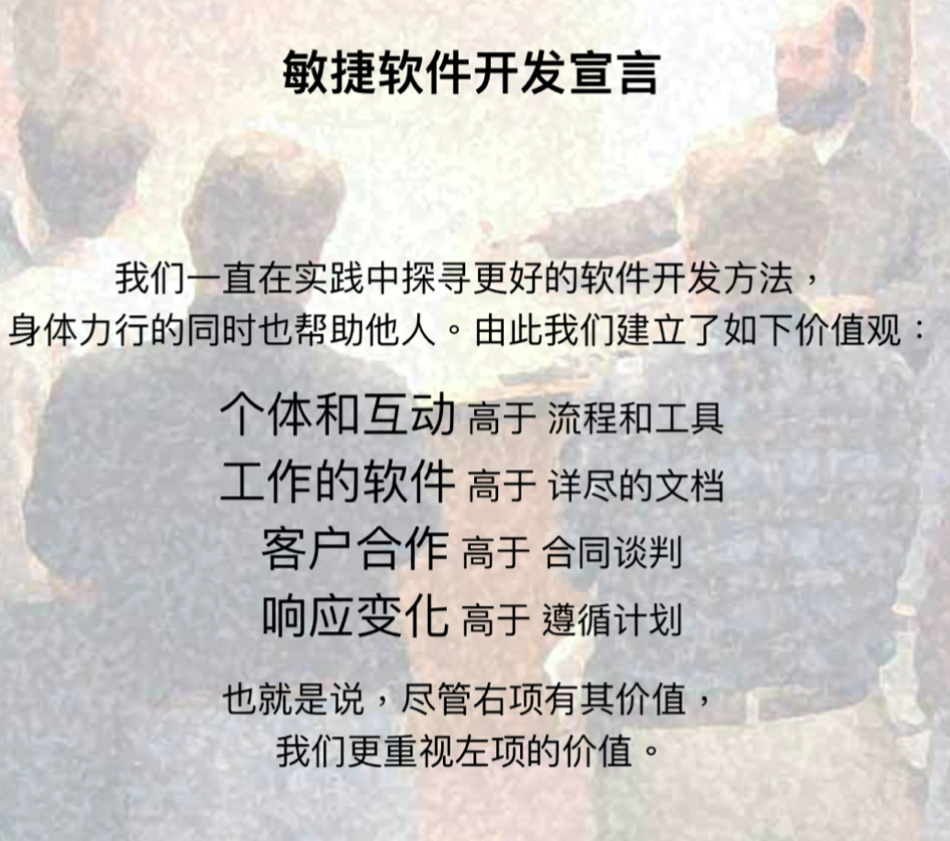 敏捷软件开发宣言
我们一直在实践中探寻更好的软件开发方法，
身体力行的同时也帮助他人。由此我们建立了如下价值观：
个体和互动 高于 流程和工具
工作的软件 高于 详尽的文档
客户合作 高于 合同谈判
响应变化 高于 遵循计划
也就是说，尽管右项有其价值，
我们更重视左项的价值。